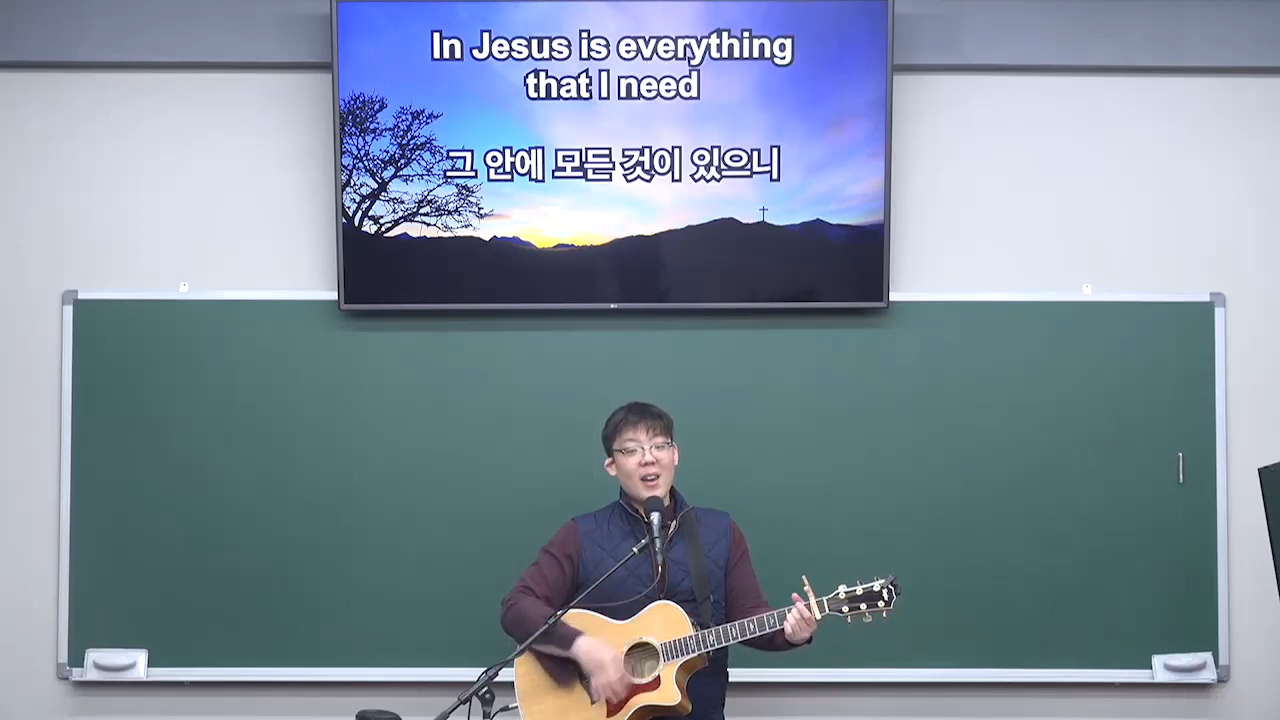 In Jesus is everything
that I need
그 안에 모든 것이 있으니